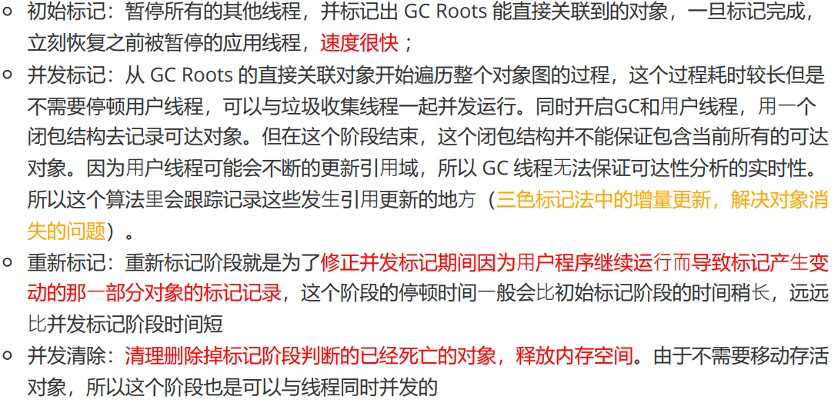 初始标记：暂停所有的其他线程，并标记出 GC Roots 能直接关联到的对象，一旦标记完成，
立刻恢复之前被暂停的应用线程，速度很快；
并发标记：从 GC Roots 的直接关联对象开始遍历整个对象图的过程，这个过程耗时较长但是
不需要停顿用户线程，可以与垃圾收集线程一起并发运行。同时开启GC和用户线程，用一个
闭包结构去记录可达对象。但在这个阶段结束，这个闭包结构并不能保证包含当前所有的可达
对象。因为用户线程可能会不断的更新引用域，所以 GC 线程无法保证可达性分析的实时性。
所以这个算法里会跟踪记录这些发生引用更新的地方（三色标记法中的增量更新，解决对象消
失的问题）。
重新标记：重新标记阶段就是为了修正并发标记期间因为用户程序继续运行而导致标记产生变
动的那一部分对象的标记记录，这个阶段的停顿时间一般会比初始标记阶段的时间稍长，远远
比并发标记阶段时间短
并发清除：清理删除掉标记阶段判断的已经死亡的对象，释放内存空间。由于不需要移动存活
对象，所以这个阶段也是可以与线程同时并发的